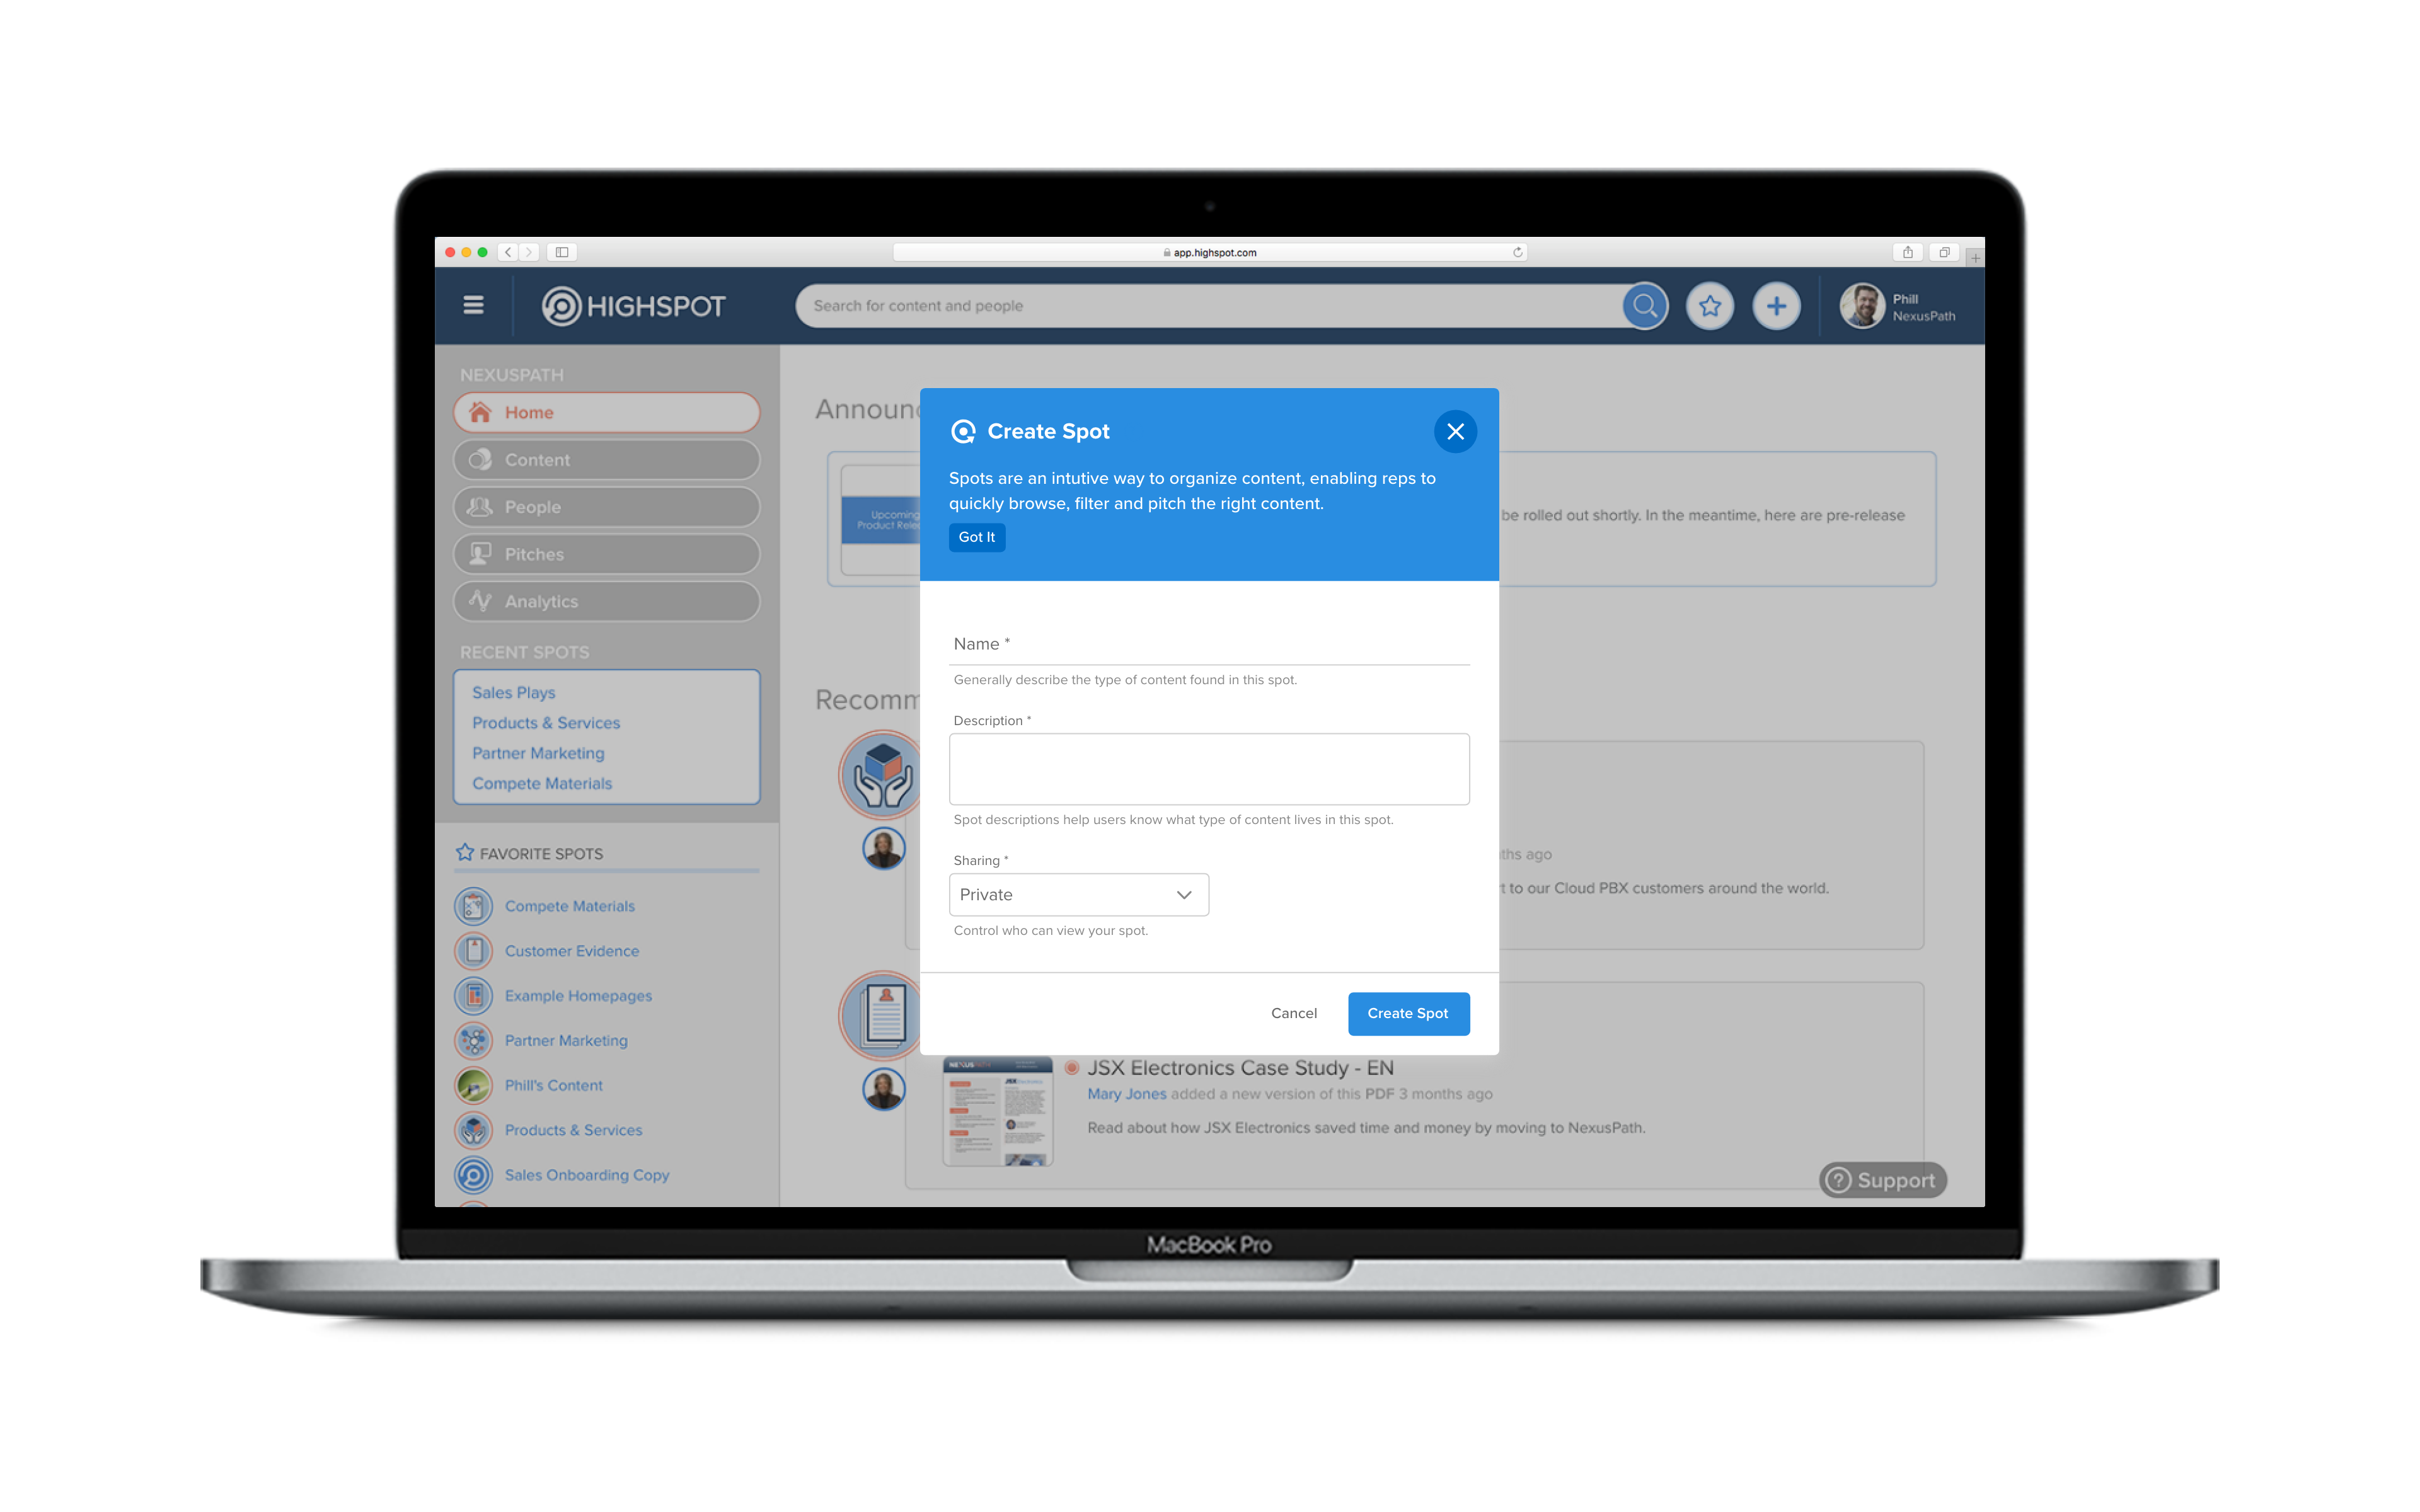 app.highspot.com
HIGHSPOT
Search for content and people
Phill
NexusPath
NEXUSPATH
Home
Content
People
Pitches
Analytics
RECENT SPOTS
Sales Plays
Products & Services
Partner Marketing
Compete Materials
FAVORITE SPOTS
Compete Materials
Customer Evidence
Example Homepages
Partner Marketing
Phill's Content
Products & Services
Sales Onboarding Copy
Upcoming
be rolled out shortly. In the meantime, here are pre-release
Create Spot
Spots are an intutive way to organize content, enabling reps to
quickly browse, filter and pitch the right content.
Got It
Name *
Generally describe the type of content found in this spot.
Description *
Spot descriptions help users know what type of content lives in this spot.
Sharing *
Private
Control who can view your spot.
Cancel
Create Spot
ago
to our Cloud PBX customers around the world.
JSX Electronics Case Study - EN
Mary Jones added a new version of this PDF 3 months ago
Read about how JSX Electronics saved time and money by moving to NexusPath.
Support
MacBook Pro